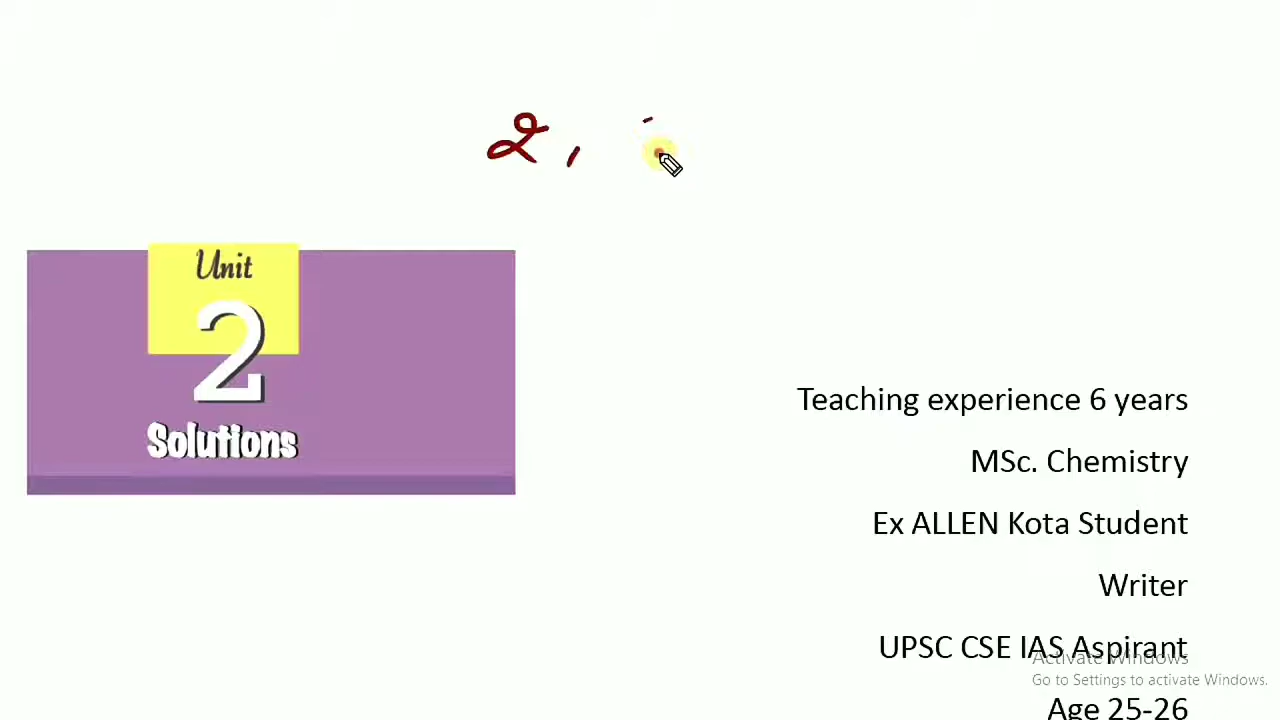 2,
Unit
2
Solutions
Teaching experience 6 years
MSc. Chemistry
Ex ALLEN Kota Student
Writer
UPSC CSE IAS Aspirant
Activate Windows
Go to Settings to activate Windows.
Age 25-26